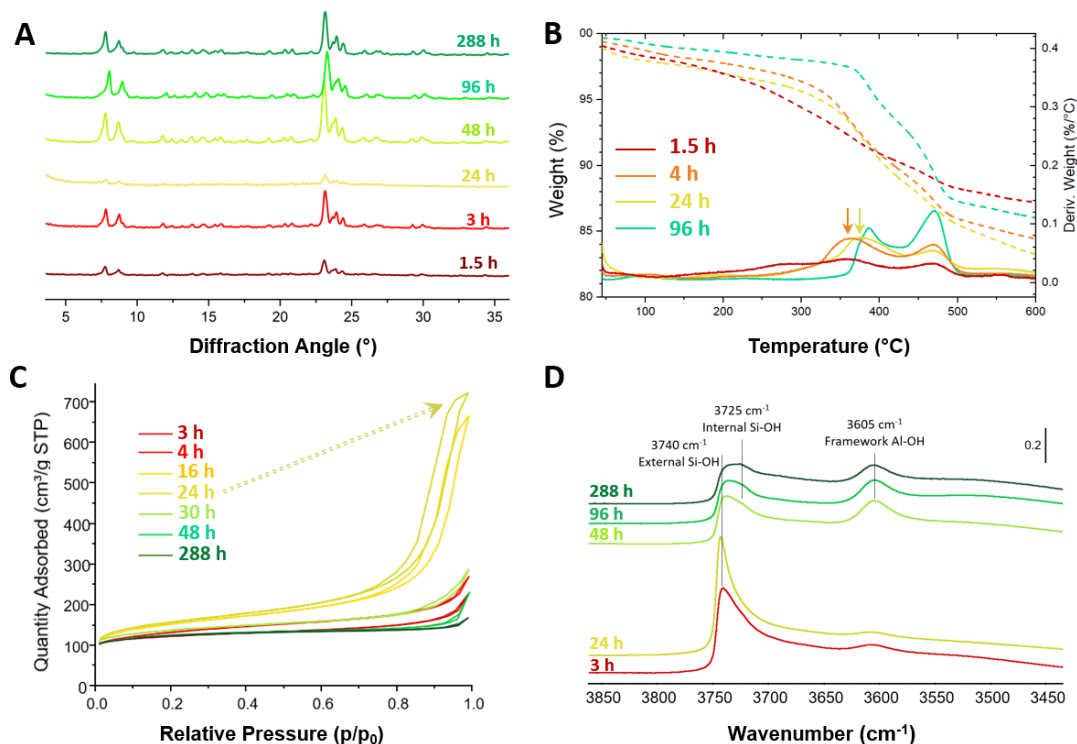 A
288 h
96 h
48 h
24 h
3 h
1.5 h
5 10 15 20 25 30 35
Diffraction Angle (°)
B
00
95
90
85
80
Weight (%)
1.5 h
4 h
24 h
96 h
0.4
0.3
0.2
0.1
0.0
Deriv. Weight (%/°C)
100 200 300 400 500 600
Temperature (°C)
C
Quantity Adsorbed (cm³/g STP)
700
600
500
400
300
200
100
0
3 h
4 h
16 h
24 h
30 h
48 h
288 h
0.0 0.2 0.4 0.6 0.8 1.0
Relative Pressure (p/p₀)
D
3725 cm⁻¹
Internal Si-OH
3740 cm⁻¹
External Si-OH
3605 cm⁻¹
Framework Al-OH
0.2
288 h
96 h
48 h
24 h
3 h
3850 3800 3750 3700 3650 3600 3550 3500 3450
Wavenumber (cm⁻¹)